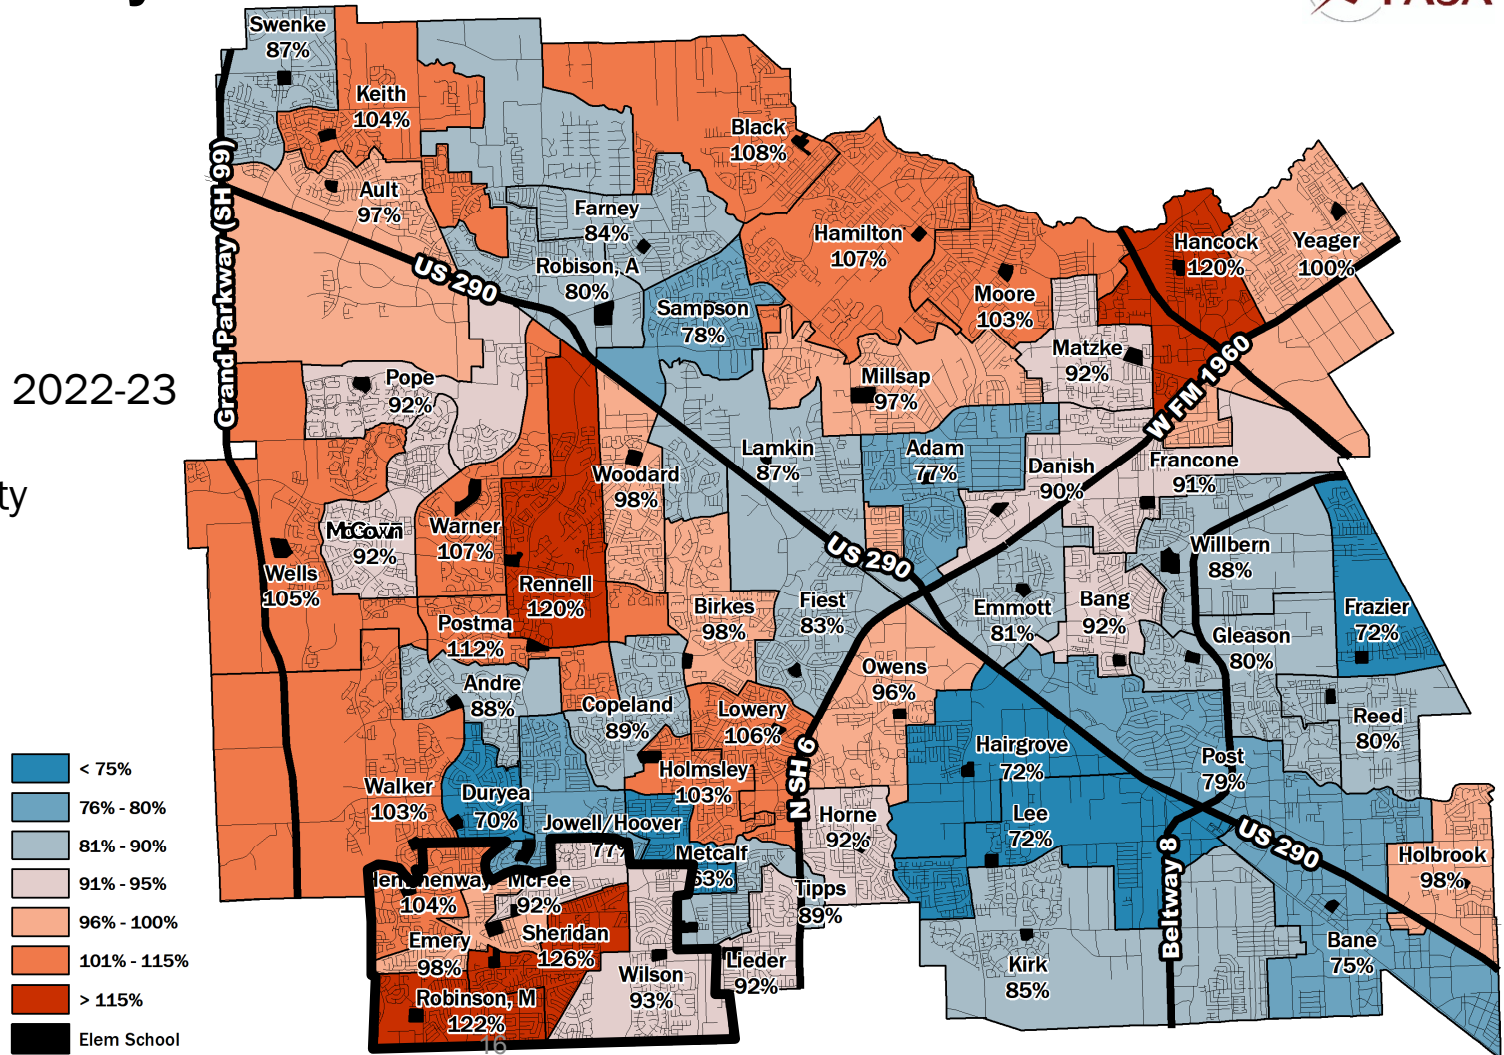 2022-23
ty
Swenke
87%
Keith
104%
Black
108%
Ault
97%
Farney
84%
Robison, A
80%
Sampson
78%
Hamilton
107%
Moore
103%
Hancock
120%
Yeager
100%
Matzke
92%
Millsap
97%
Pope
92%
Grand Parkway (SH 99)
US 290
W FM 1960
Woodard
98%
Lamkin
87%
Adam
77%
Danish
90%
Francone
91%
McGown
92%
Warner
107%
Rennell
120%
Wells
105%
US 290
Willbern
88%
Postma
112%
Birkes
98%
Fiest
83%
Emmott
81%
Bang
92%
Gleason
80%
Frazier
72%
Andre
88%
Copeland
89%
Lowery
106%
Owens
96%
Reed
80%
Walker
103%
Duryea
70%
Holmsley
103%
N SH 6
Hairgrove
72%
Post
79%
Jowell/Hoover
77%
Horne
92%
Lee
72%
Metcalf
63%
Beltway 8
US 290
Holbrook
98%
104%
McFee
92%
Tipps
89%
Emery
98%
Sheridan
126%
Wilson
93%
Lieder
92%
Kirk
85%
Bane
75%
Robinson, M
122%
< 75%
76% - 80%
81% - 90%
91% - 95%
96% - 100%
101% - 115%
> 115%
Elem School
16